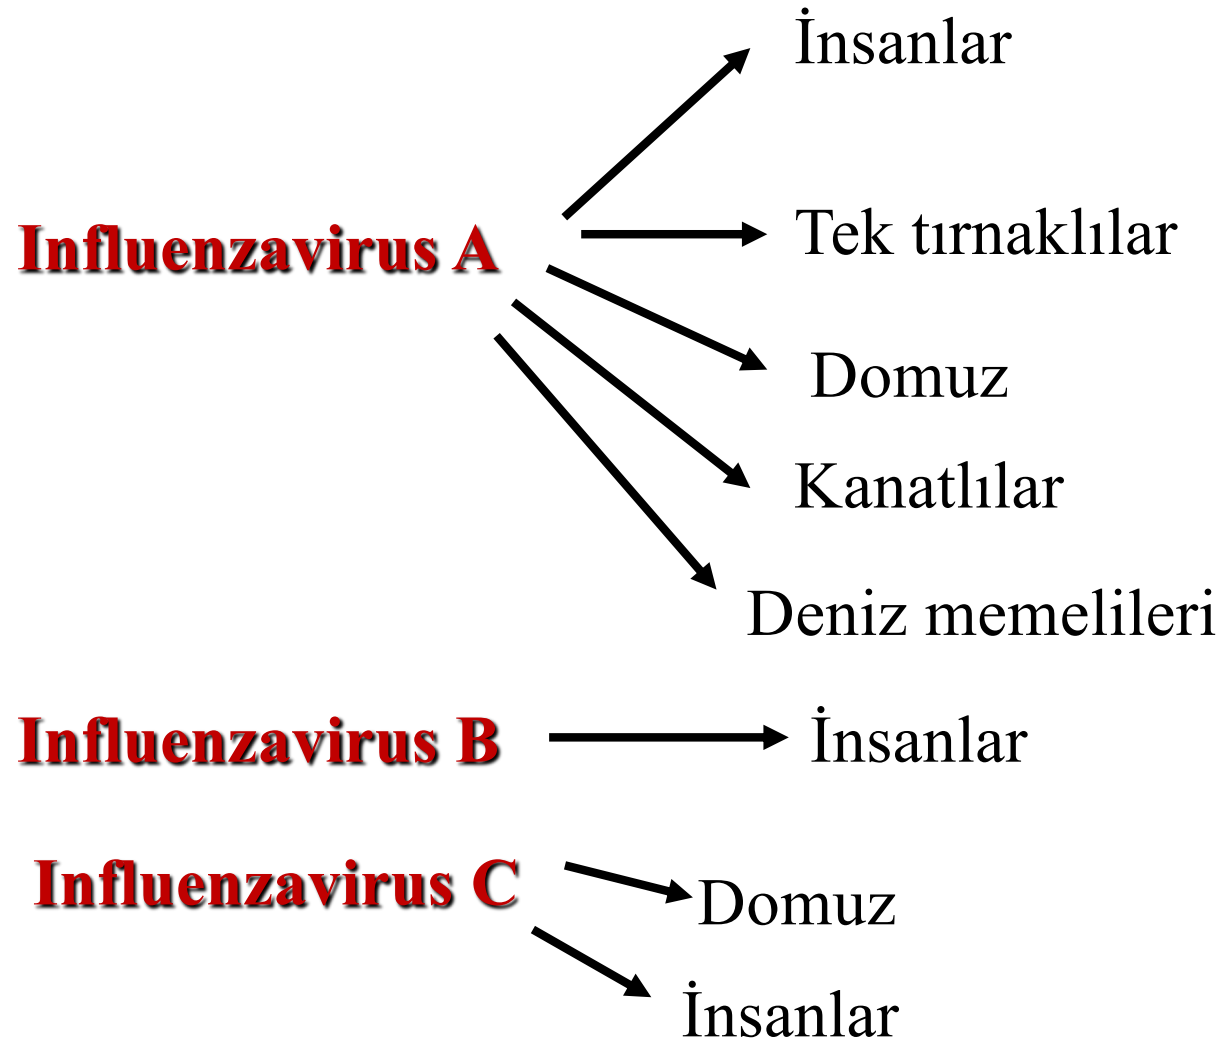 İnsanlar
Influenzavirus A
Tek tırnaklılar
Domuz
Kanatlılar
Deniz memelileri
Influenzavirus B
İnsanlar
Influenzavirus C
Domuz
İnsanlar